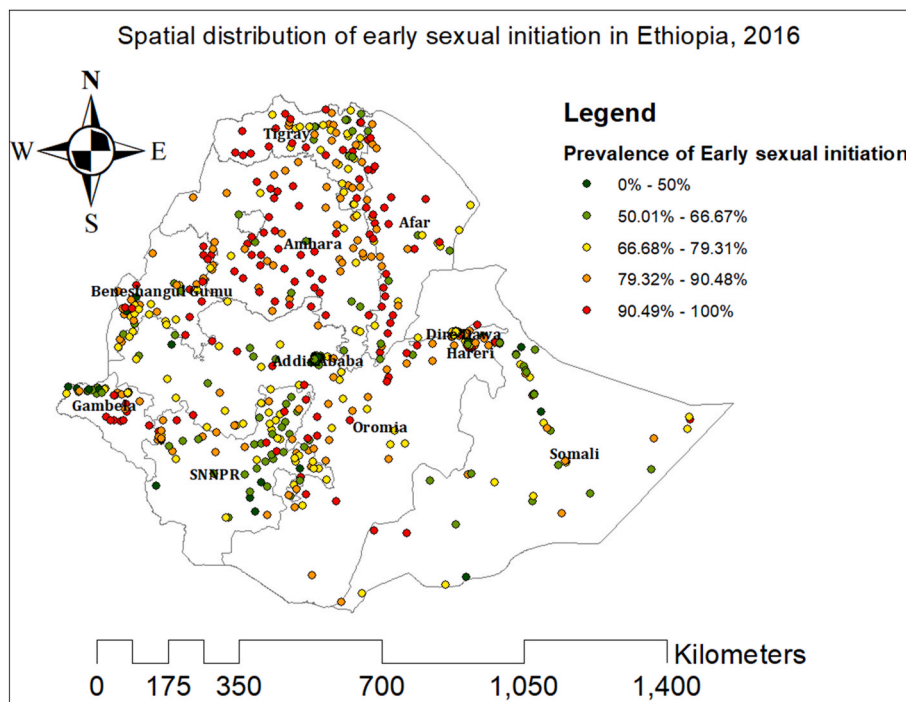 Spatial distribution of early sexual initiation in Ethiopia, 2016
N
W
E
S
Legend
Prevalence of Early sexual initiation
0% - 50%
50.01% - 66.67%
66.68% - 79.31%
79.32% - 90.48%
90.49% - 100%
Tigray
Afar
Amhara
Beneshangul Gumu
Dire Dawa
Hareri
Addis Ababa
Gambela
Oromia
Somali
SNNPR
Kilometers
0 175 350 700 1,050 1,400